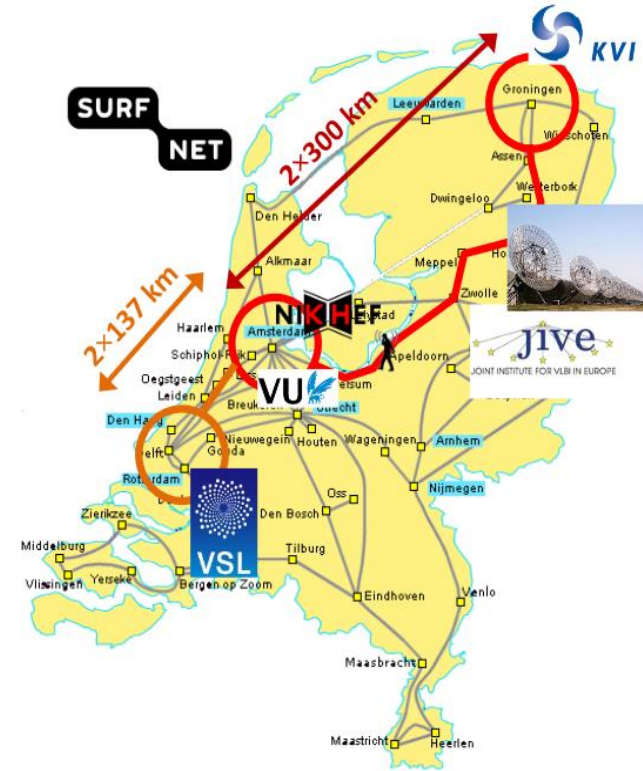 KVI
SURF
NET
2×300 km
Groningen
Leeuwarden
Winschoten
Assen
Westerbork
Dwingeloo
Den Helder
Meppel
Alkmaar
Zwolle
2×137 km
NIKHEF
Amsterdam
Haarlem
Schiphol-Rijk
Apeldoorn
JIVE
JOINT INSTITUTE FOR VLBI IN EUROPE
Oegstgeest
Leiden
VU
Breukelen
Utrecht
Den Haag
Nieuwegein
Houten
Wageningen
Arnhem
Delft
Gouda
Rotterdam
Nijmegen
Oss
Den Bosch
VSL
Zierikzee
Middelburg
Tilburg
Vlissingen
Yerseke
Bergen op Zoom
Eindhoven
Venlo
Maasbracht
Maastricht
Heerlen